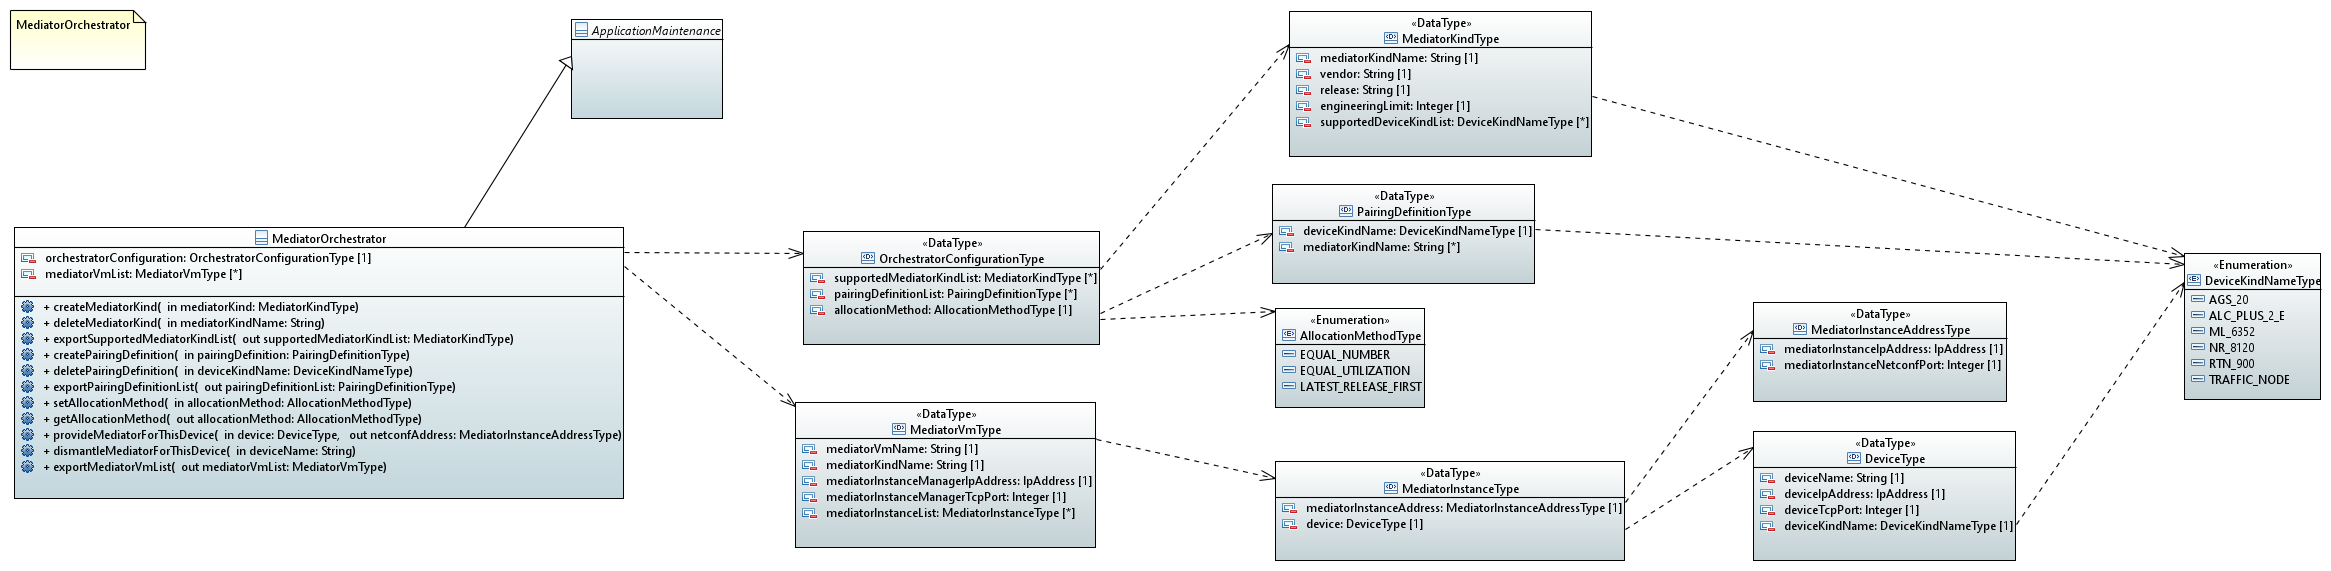 MediatorOrchestrator
ApplicationMaintenance
MediatorOrchestrator
orchestratorConfiguration: OrchestratorConfigurationType [1]
mediatorVmList: MediatorVmType [*]
+ createMediatorKind( in mediatorKind: MediatorKindType)
+ deleteMediatorKind( in mediatorKindName: String)
+ exportSupportedMediatorKindList( out supportedMediatorKindList: MediatorKindType)
+ createPairingDefinition( in pairingDefinition: PairingDefinitionType)
+ deletePairingDefinition( in deviceKindName: DeviceKindNameType)
+ exportPairingDefinitionList( out pairingDefinitionList: PairingDefinitionType)
+ setAllocationMethod( in allocationMethod: AllocationMethodType)
+ getAllocationMethod( out allocationMethod: AllocationMethodType)
+ provideMediatorForThisDevice( in device: DeviceType, out netconfAddress: MediatorInstanceAddressType)
+ dismantleMediatorForThisDevice( in deviceName: String)
+ exportMediatorVmList( out mediatorVmList: MediatorVmType)
«DataType»
OrchestratorConfigurationType
supportedMediatorKindList: MediatorKindType [*]
pairingDefinitionList: PairingDefinitionType [*]
allocationMethod: AllocationMethodType [1]
«DataType»
MediatorVmType
mediatorVmName: String [1]
mediatorKindName: String [1]
mediatorInstanceManagerIpAddress: IpAddress [1]
mediatorInstanceManagerTcpPort: Integer [1]
mediatorInstanceList: MediatorInstanceType [*]
«DataType»
MediatorKindType
mediatorKindName: String [1]
vendor: String [1]
release: String [1]
engineeringLimit: Integer [1]
supportedDeviceKindList: DeviceKindNameType [*]
«DataType»
PairingDefinitionType
deviceKindName: DeviceKindNameType [1]
mediatorKindName: String [*]
«Enumeration»
AllocationMethodType
EQUAL_NUMBER
EQUAL_UTILIZATION
LATEST_RELEASE_FIRST
«DataType»
MediatorInstanceType
mediatorInstanceAddress: MediatorInstanceAddressType [1]
device: DeviceType [1]
«DataType»
MediatorInstanceAddressType
mediatorInstanceIpAddress: IpAddress [1]
mediatorInstanceNetconfPort: Integer [1]
«DataType»
DeviceType
deviceName: String [1]
deviceIpAddress: IpAddress [1]
deviceTcpPort: Integer [1]
deviceKindName: DeviceKindNameType [1]
«Enumeration»
DeviceKindNameType
AGS_20
ALC_PLUS_2_E
ML_6352
NR_8120
RTN_900
TRAFFIC_NODE